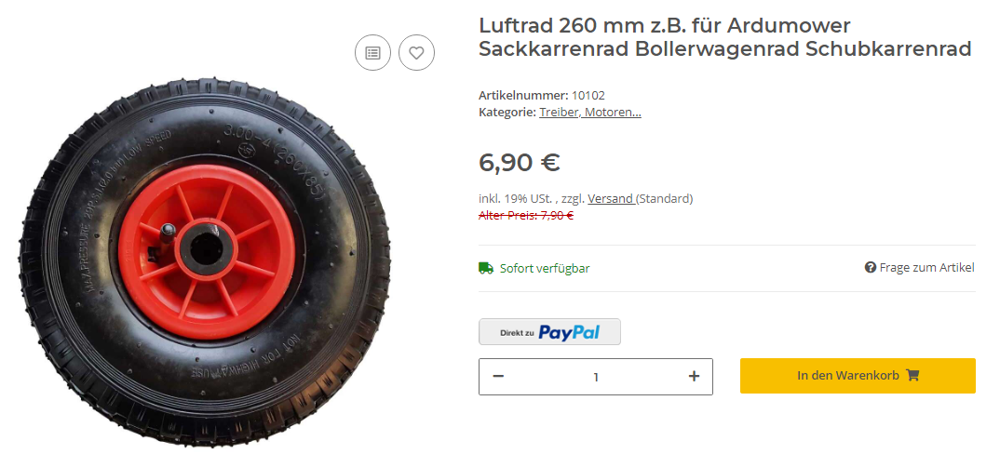 Luftrad 260 mm z.B. für Ardumower
Sackkarrenrad Bollerwagenrad Schubkarrenrad
Artikelnummer: 10102
Kategorie: Treiber, Motoren...
6,90 €
inkl. 19% USt. , zzgl. Versand (Standard)
Alter Preis: 7,90 €
Sofort verfügbar
Frage zum Artikel
Direkt zu PayPal
1
In den Warenkorb
3.00-4 (260X85)
LOW SPEED
MAX.PRESSURE
NOT FOR HIGHWAY USE